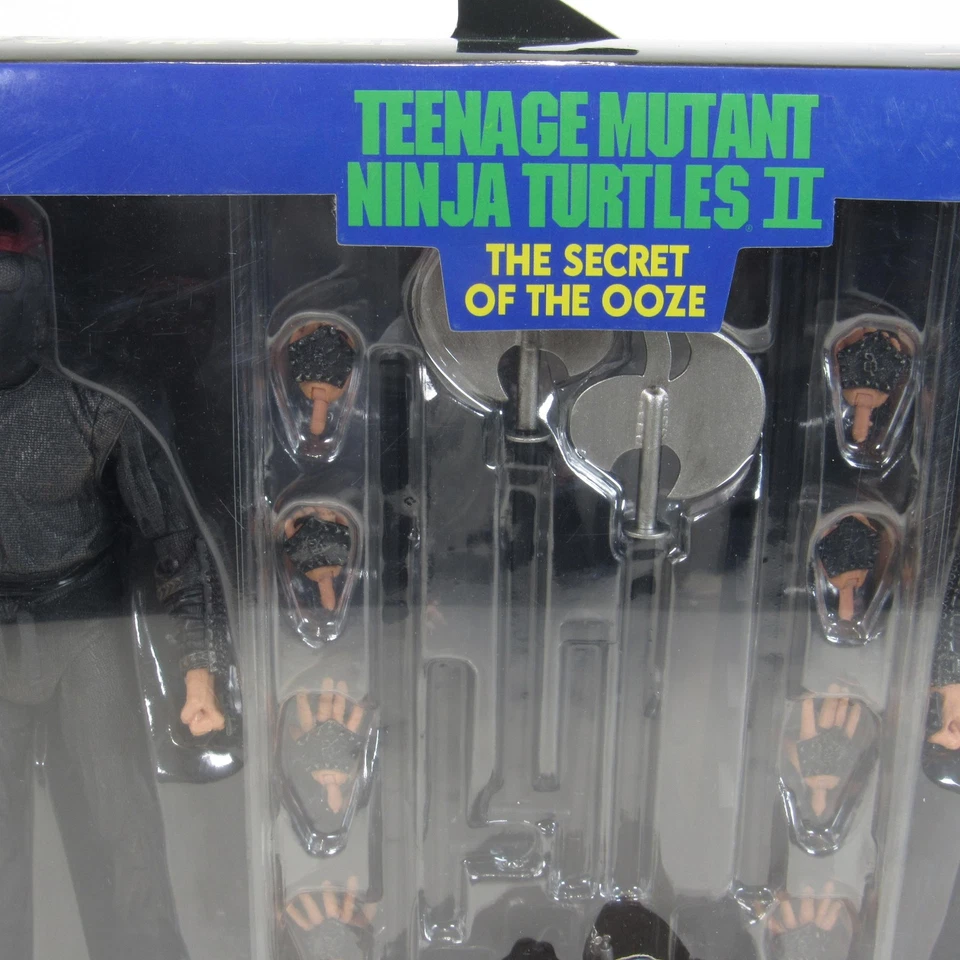 TEENAGE MUTANT
NINJA TURTLES II
THE SECRET
OF THE OOZE